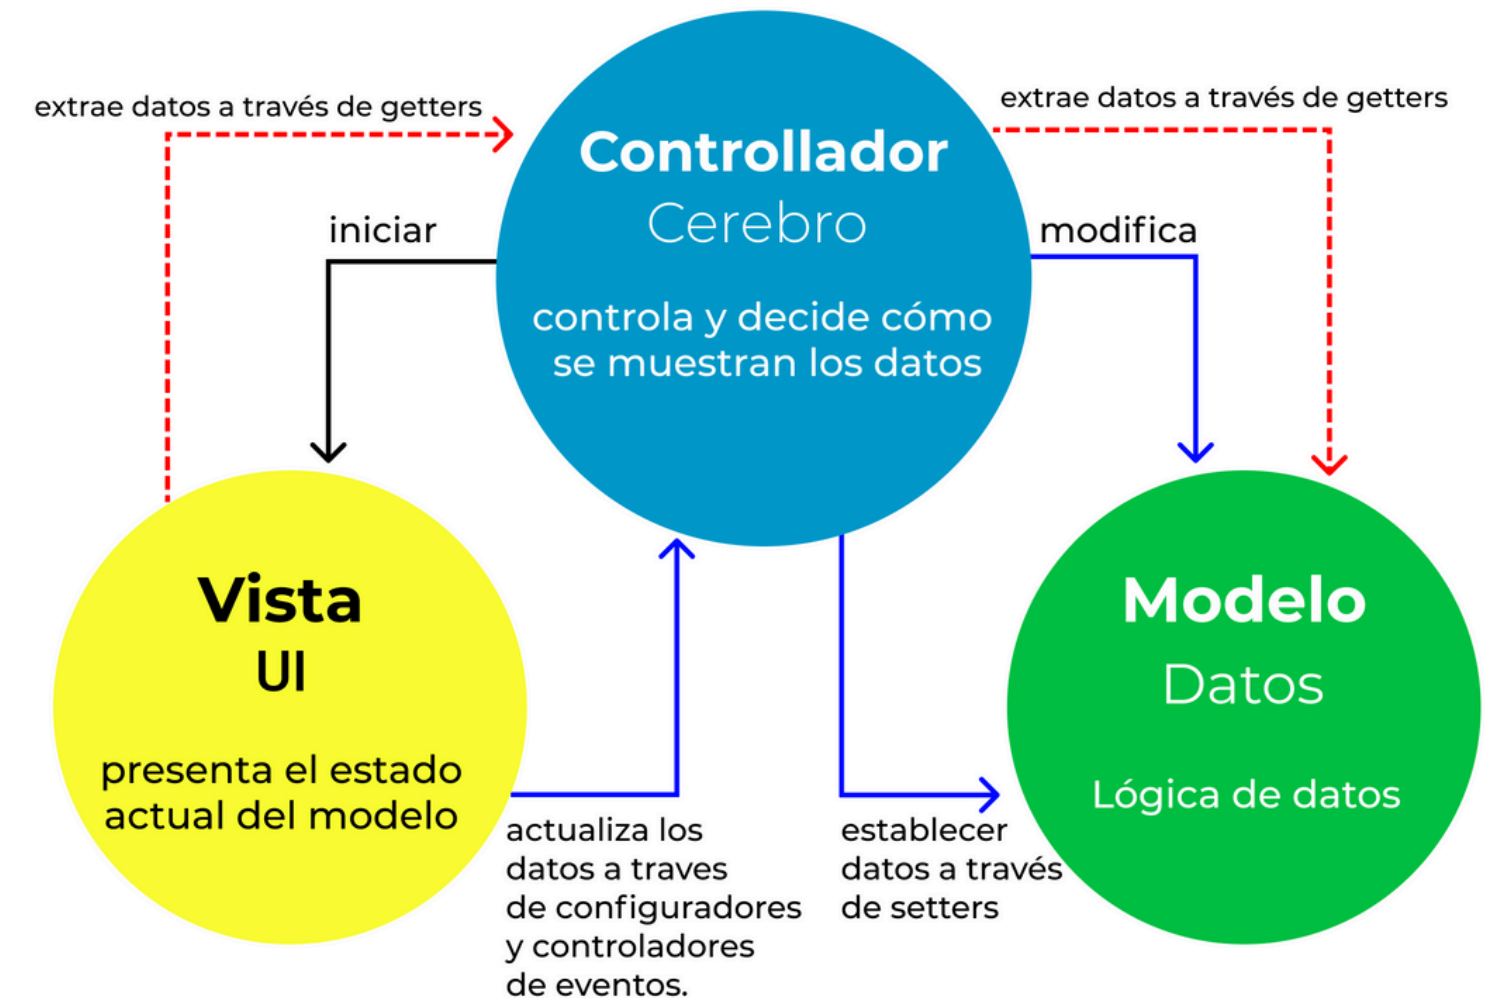 extrae datos a través de getters
extrae datos a través de getters
Controllador
Cerebro
controla y decide cómo
se muestran los datos
iniciar
modifica
Vista
UI
presenta el estado
actual del modelo
Modelo
Datos
Lógica de datos
actualiza los
datos a traves
de configuradores
y controladores
de eventos.
establecer
datos a través
de setters